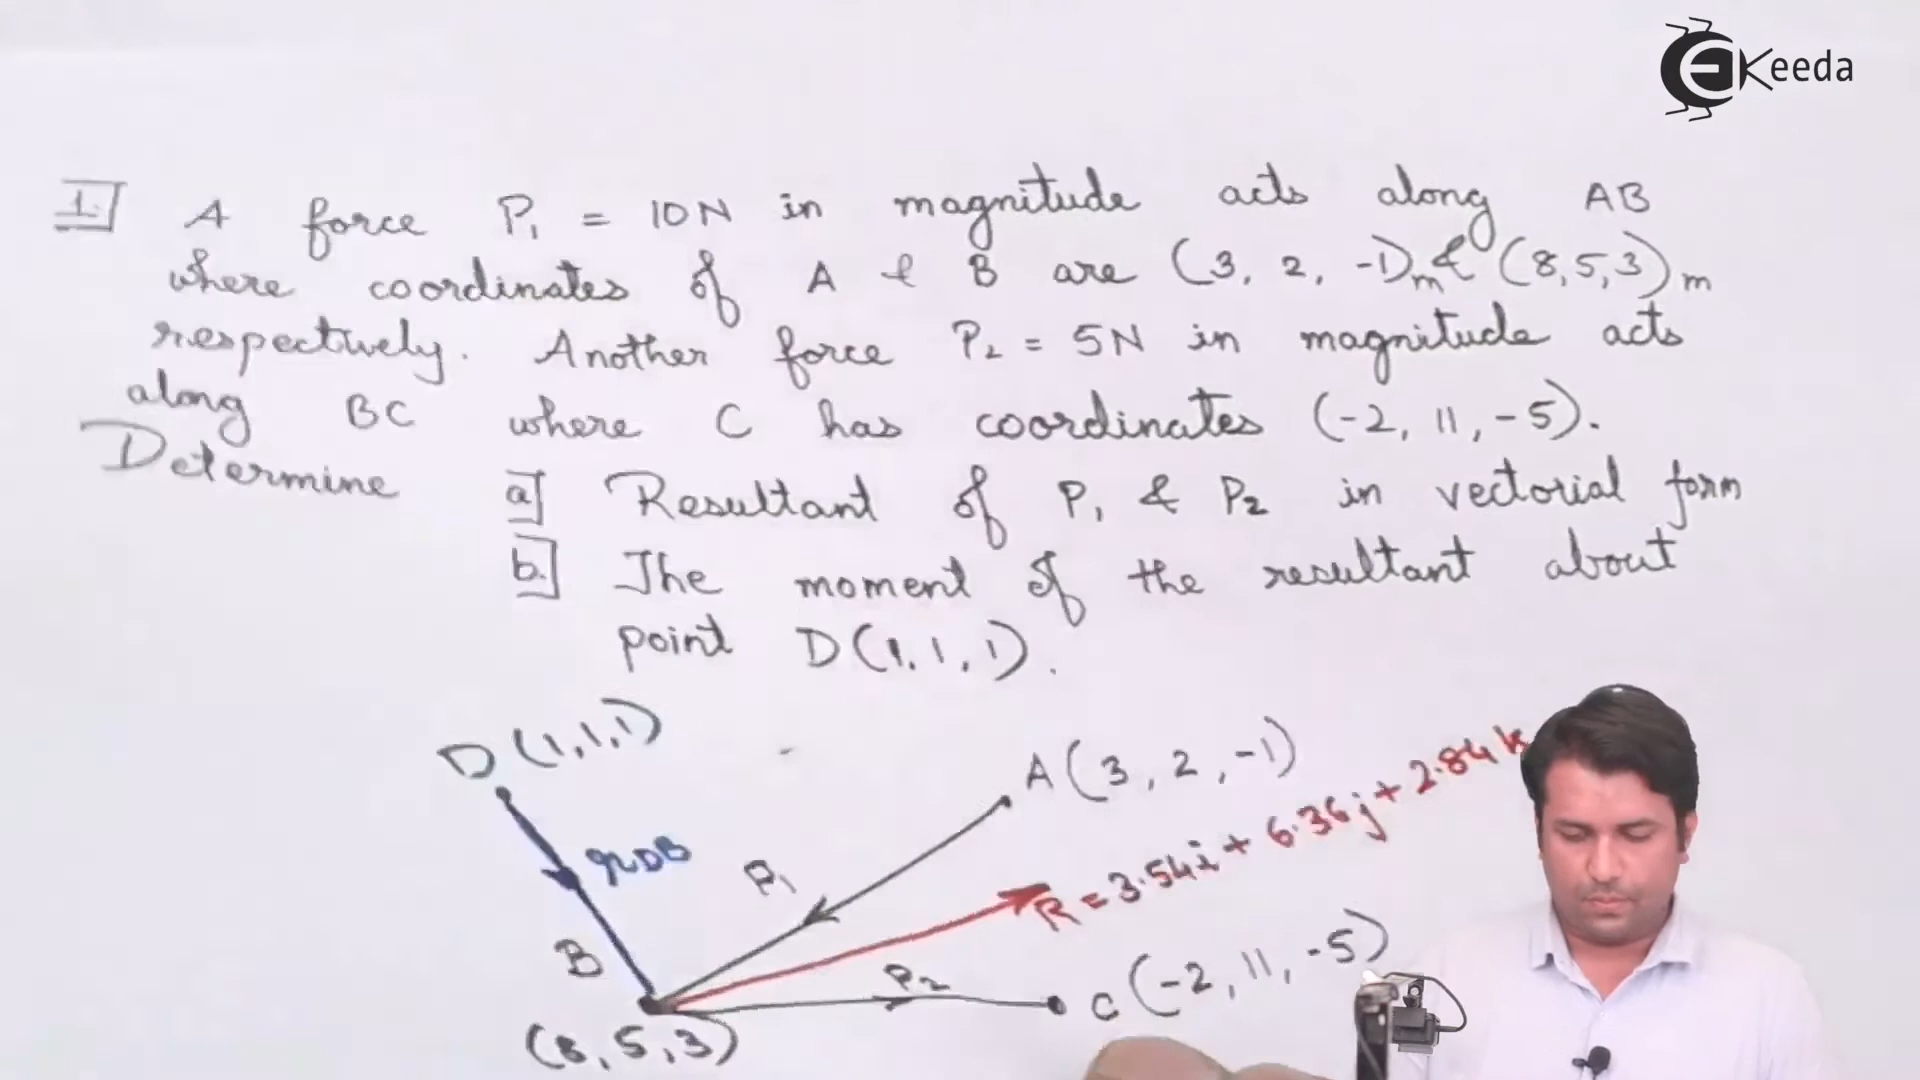 EKeeda
1. A force P₁ = 10N in magnitude acts along AB
where coordinates of A & B are (3, 2, -1)m & (8,5,3)m
respectively. Another force P₂ = 5N in magnitude acts
along BC where C has coordinates (-2, 11, -5).
Determine a] Resultant of P₁ & P₂ in vectorial form
b.] The moment of the resultant about
point D(1,1,1).
D(1,1,1)
A(3, 2, -1)
R = 3.54i + 6.36j + 2.84k
rDB
P₁
B
P₂
C(-2, 11, -5)
(8,5,3)